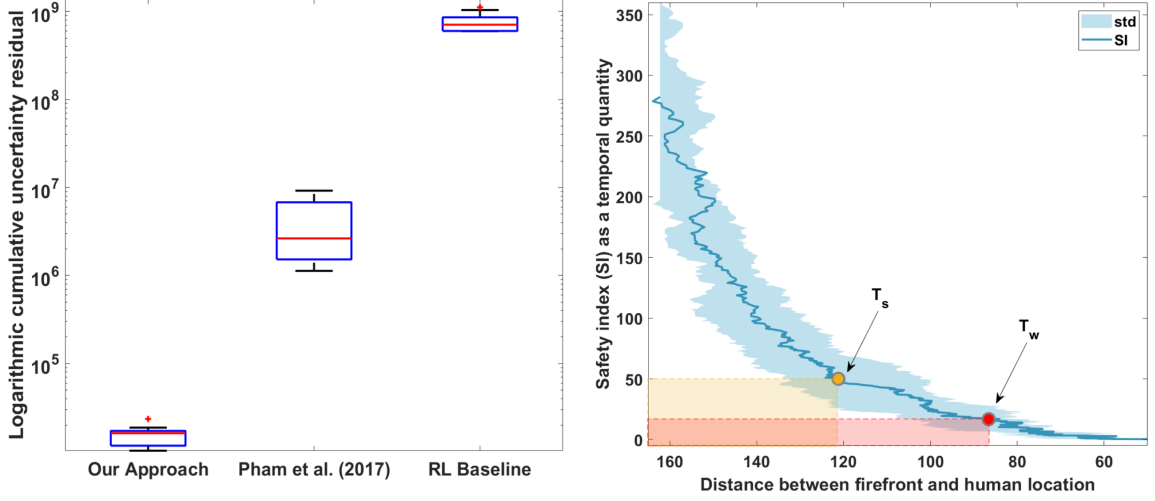 Logarithmic cumulative uncertainty residual
10^9
10^8
10^7
10^6
10^5
Our Approach
Pham et al. (2017)
RL Baseline
Safety index (SI) as a temporal quantity
350
300
250
200
150
100
50
0
std
SI
T_s
T_w
160
140
120
100
80
60
Distance between firefront and human location